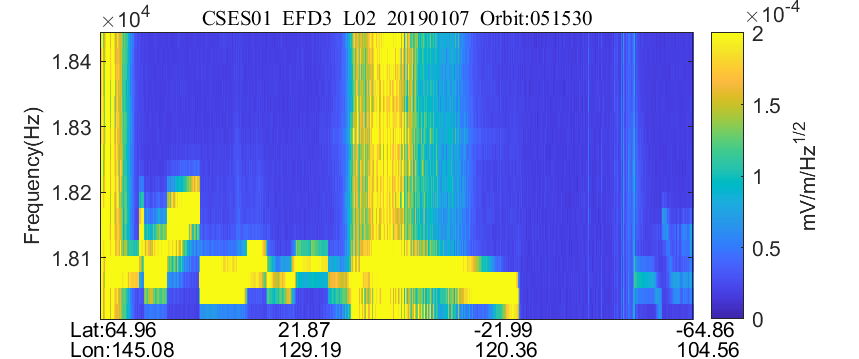 ×10⁴
CSES01 EFD3 L02 20190107 Orbit:051530
×10⁻⁴
1.84
1.83
1.82
1.81
Frequency(Hz)
2
1.5
1
0.5
0
mV/m/Hz^1/2
Lat:64.96 21.87 -21.99 -64.86
Lon:145.08 129.19 120.36 104.56